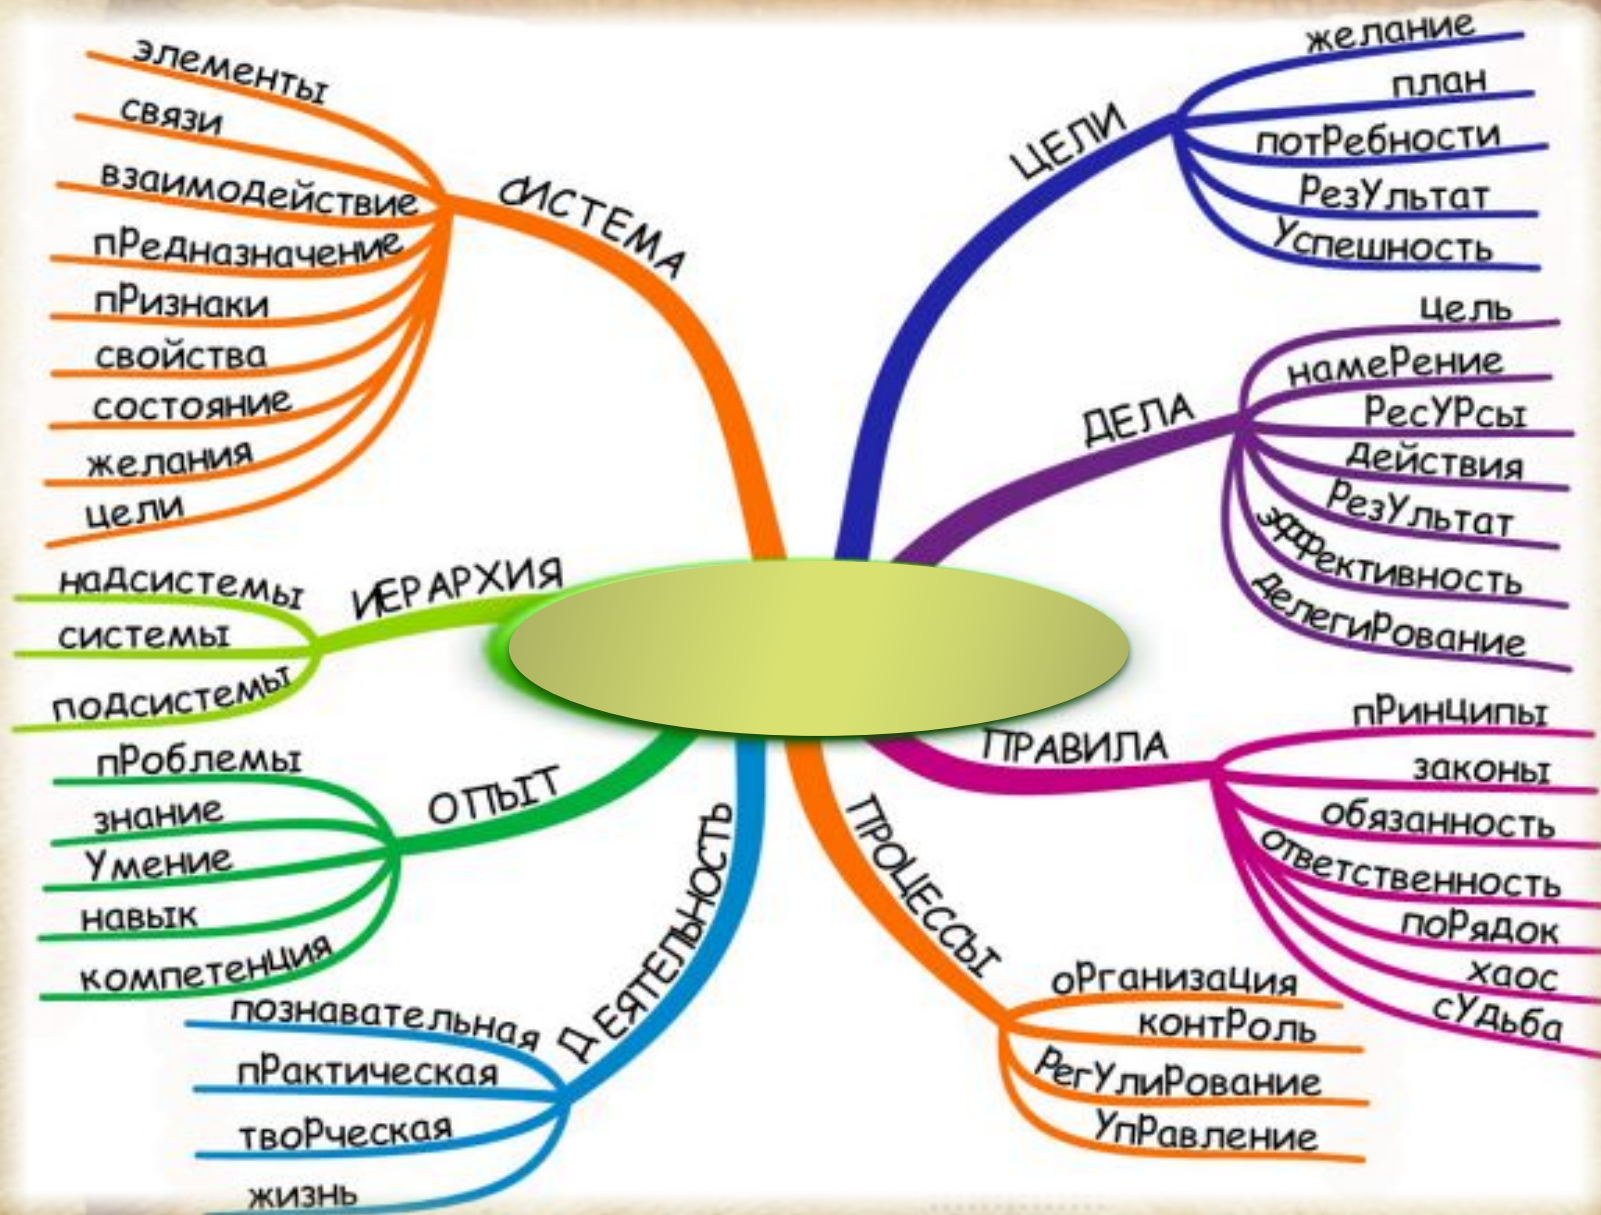 СИСТЕМА
элементы
связи
взаимодействие
предназначение
признаки
свойства
состояние
желания
цели
ИЕРАРХИЯ
надсистемы
системы
подсистемы
ОПЫТ
проблемы
знание
умение
навык
компетенция
ДЕЯТЕЛЬНОСТЬ
познавательная
практическая
творческая
жизнь
ЦЕЛИ
желание
план
потребности
результат
успешность
ДЕЛА
цель
намерение
ресурсы
действия
результат
эффективность
делегирование
ПРАВИЛА
принципы
законы
обязанность
ответственность
порядок
хаос
судьба
ПРОЦЕССЫ
организация
контроль
регулирование
управление